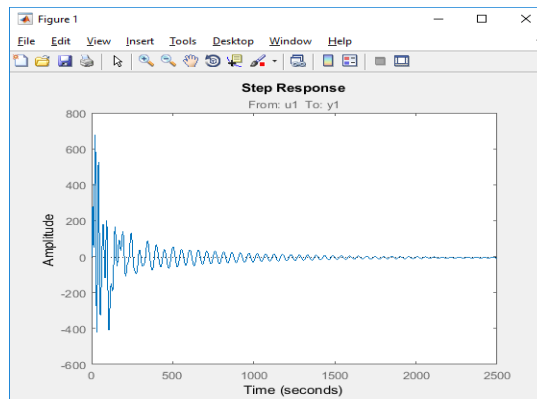 Figure 1
File Edit View Insert Tools Desktop Window Help
Step Response
From: u1 To: y1
Amplitude
800
600
400
200
0
-200
-400
-600
0 500 1000 1500 2000 2500
Time (seconds)